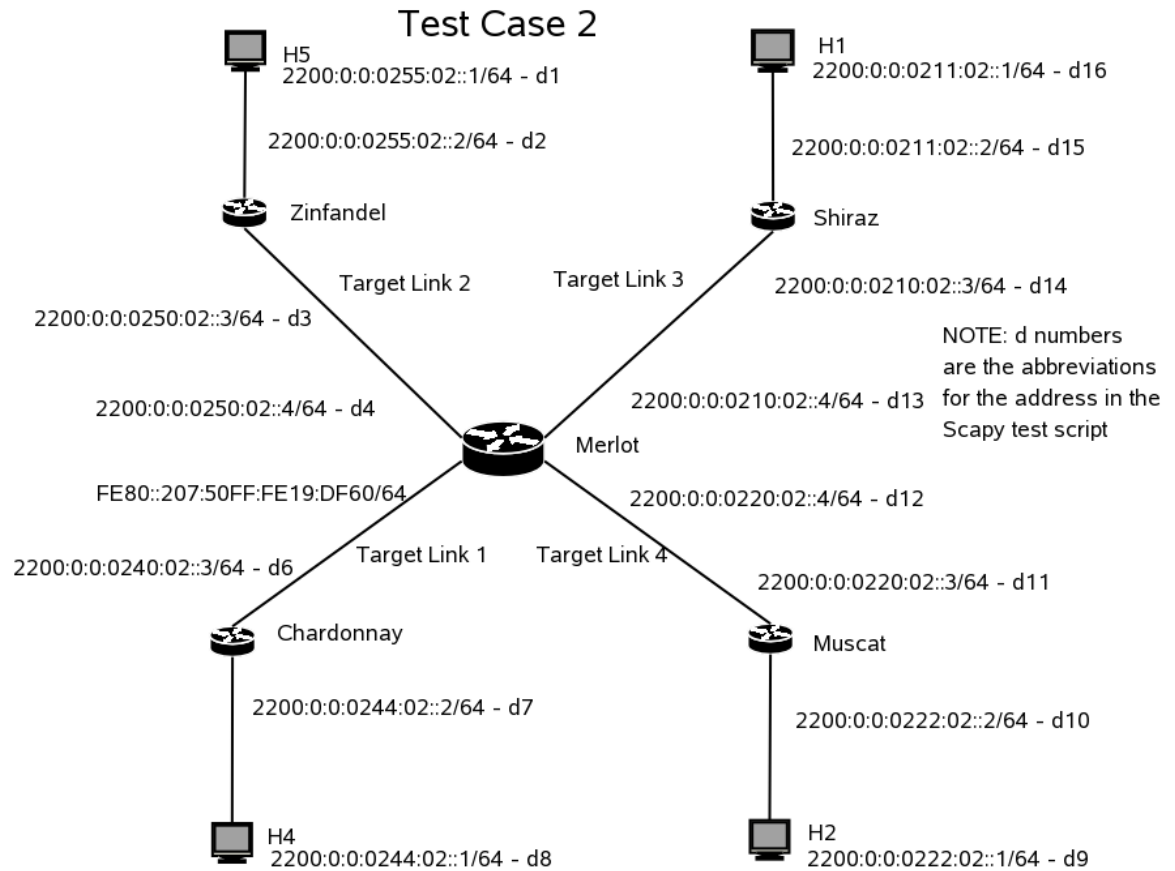 Test Case 2
H5
2200:0:0:0255:02::1/64 - d1
H1
2200:0:0:0211:02::1/64 - d16
2200:0:0:0255:02::2/64 - d2
2200:0:0:0211:02::2/64 - d15
Zinfandel
Shiraz
Target Link 2
Target Link 3
2200:0:0:0210:02::3/64 - d14
2200:0:0:0250:02::3/64 - d3
NOTE: d numbers
are the abbreviations
for the address in the
Scapy test script
2200:0:0:0250:02::4/64 - d4
2200:0:0:0210:02::4/64 - d13
Merlot
FE80::207:50FF:FE19:DF60/64
2200:0:0:0220:02::4/64 - d12
Target Link 1
Target Link 4
2200:0:0:0240:02::3/64 - d6
2200:0:0:0220:02::3/64 - d11
Chardonnay
Muscat
2200:0:0:0244:02::2/64 - d7
2200:0:0:0222:02::2/64 - d10
H4
2200:0:0:0244:02::1/64 - d8
H2
2200:0:0:0222:02::1/64 - d9